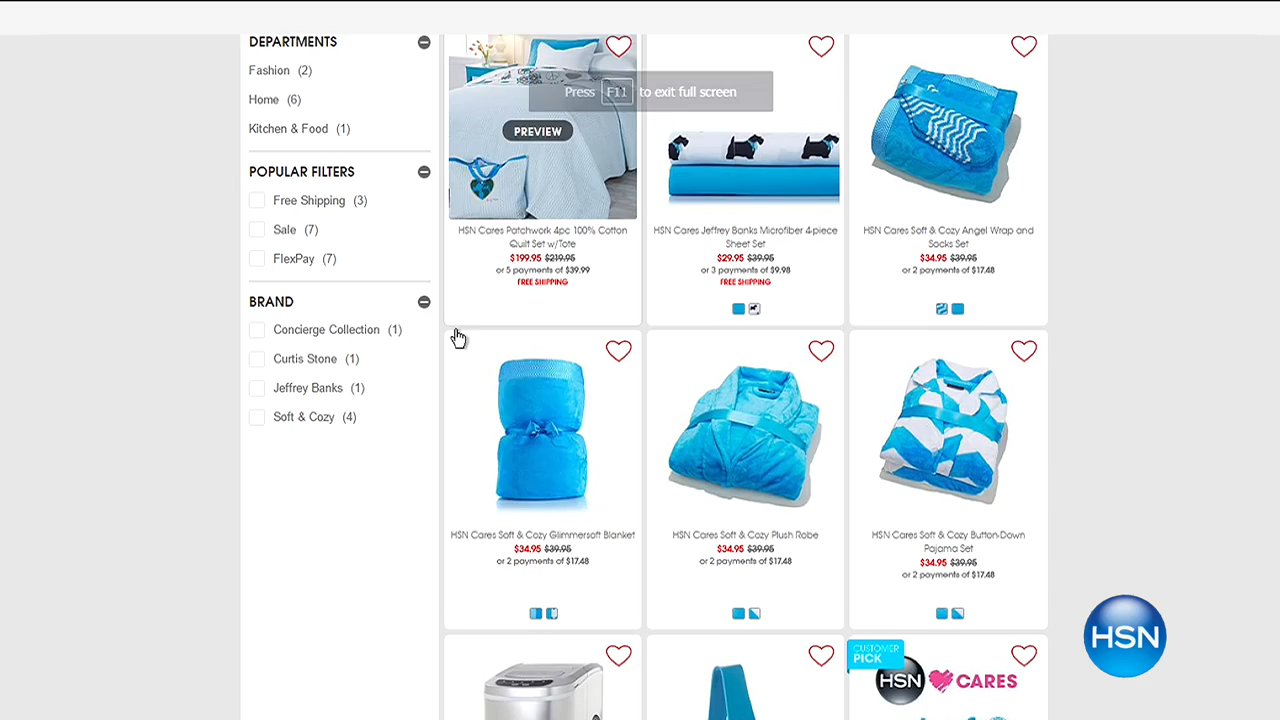 DEPARTMENTS
Fashion (2)
Home (6)
Kitchen & Food (1)
POPULAR FILTERS
Free Shipping (3)
Sale (7)
FlexPay (7)
BRAND
Concierge Collection (1)
Curtis Stone (1)
Jeffrey Banks (1)
Soft & Cozy (4)
Press F11 to exit full screen
PREVIEW
HSN Cares Patchwork 4pc 100% Cotton
Quilt Set w/Tote
$199.95 $219.95
or 5 payments of $39.99
FREE SHIPPING
HSN Cares Jeffrey Banks Microfiber 4-piece
Sheet Set
$29.95 $39.95
or 3 payments of $9.98
FREE SHIPPING
HSN Cares Soft & Cozy Angel Wrap and
Socks Set
$34.95 $39.95
or 2 payments of $17.48
HSN Cares Soft & Cozy Glimmersoft Blanket
$34.95 $39.95
or 2 payments of $17.48
HSN Cares Soft & Cozy Plush Robe
$34.95 $39.95
or 2 payments of $17.48
HSN Cares Soft & Cozy Button-Down
Pajama Set
$34.95 $39.95
or 2 payments of $17.48
CUSTOMER
PICK
HSN CARES
HSN